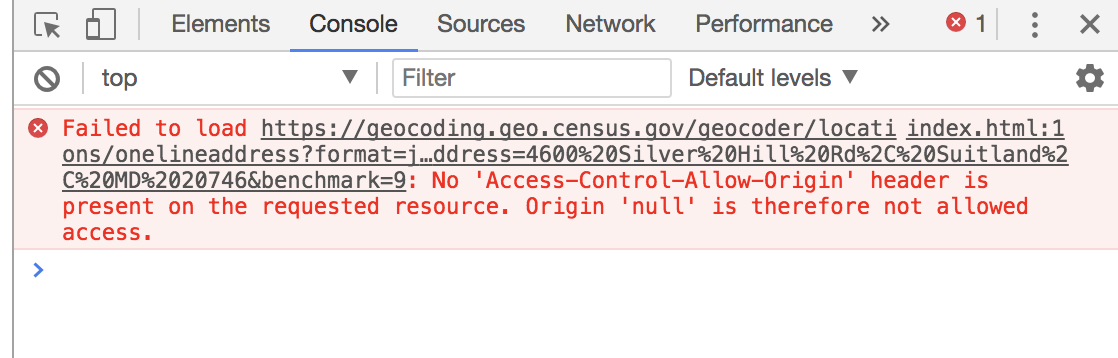 Elements Console Sources Network Performance » 1
top Filter Default levels
Failed to load https://geocoding.geo.census.gov/geocoder/locati index.html:1
ons/onelineaddress?format=j…ddress=4600%20Silver%20Hill%20Rd%2C%20Suitland%2
C%20MD%2020746&benchmark=9: No 'Access-Control-Allow-Origin' header is
present on the requested resource. Origin 'null' is therefore not allowed
access.